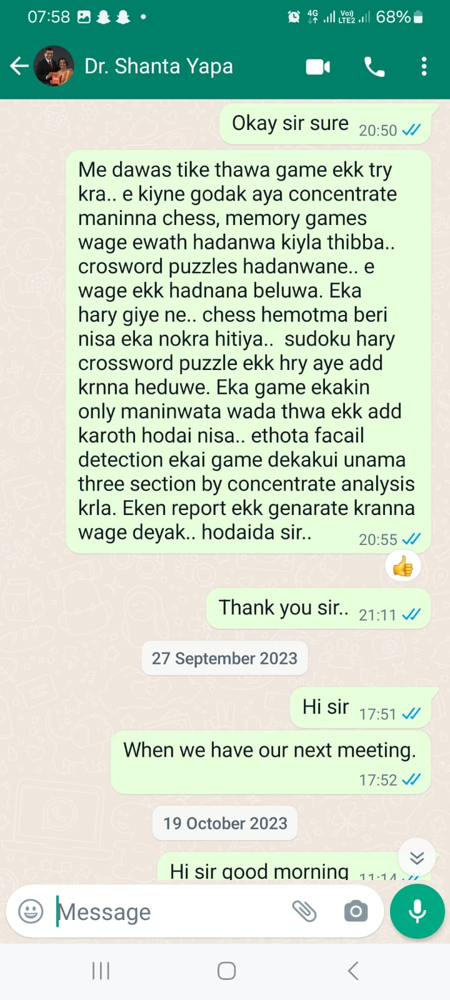 07:58
4G Vo)) LTE2 68%
Dr. Shanta Yapa
Okay sir sure 20:50
Me dawas tike thawa game ekk try
kra.. e kiyne godak aya concentrate
maninna chess, memory games
wage ewath hadanwa kiyla thibba..
crosword puzzles hadanwane.. e
wage ekk hadnana beluwa. Eka
hary giye ne.. chess hemotma beri
nisa eka nokra hitiya.. sudoku hary
crossword puzzle ekk hry aye add
krnna heduwe. Eka game ekakin
only maninwata wada thwa ekk add
karoth hodai nisa.. ethota facail
detection ekai game dekakui unama
three section by concentrate analysis
krla. Eken report ekk genarate kranna
wage deyak.. hodaida sir..
20:55
Thank you sir.. 21:11
27 September 2023
Hi sir 17:51
When we have our next meeting.
17:52
19 October 2023
Hi sir good morning 11:14
Message